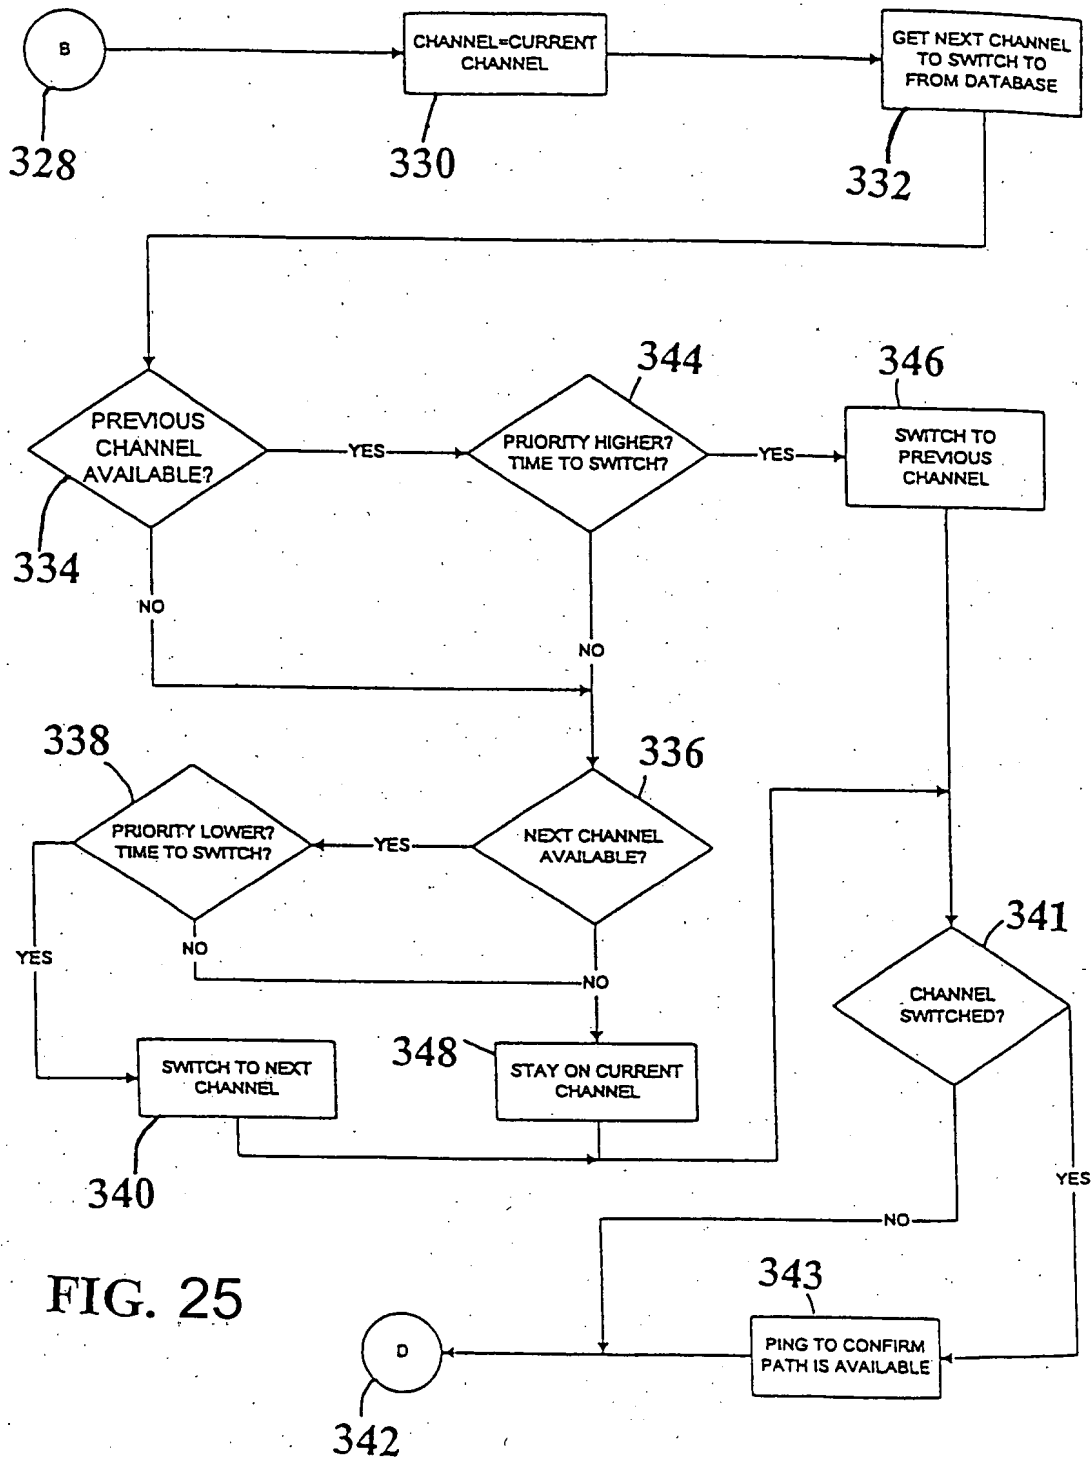 B
CHANNEL=CURRENT
CHANNEL
GET NEXT CHANNEL
TO SWITCH TO
FROM DATABASE
328
330
332
344
346
PREVIOUS
CHANNEL
AVAILABLE?
YES
PRIORITY HIGHER?
TIME TO SWITCH?
YES
SWITCH TO
PREVIOUS
CHANNEL
334
NO
NO
338
336
PRIORITY LOWER?
TIME TO SWITCH?
YES
NEXT CHANNEL
AVAILABLE?
341
YES
NO
NO
CHANNEL
SWITCHED?
SWITCH TO NEXT
CHANNEL
348
STAY ON CURRENT
CHANNEL
340
YES
NO
FIG. 25
343
D
PING TO CONFIRM
PATH IS AVAILABLE
342